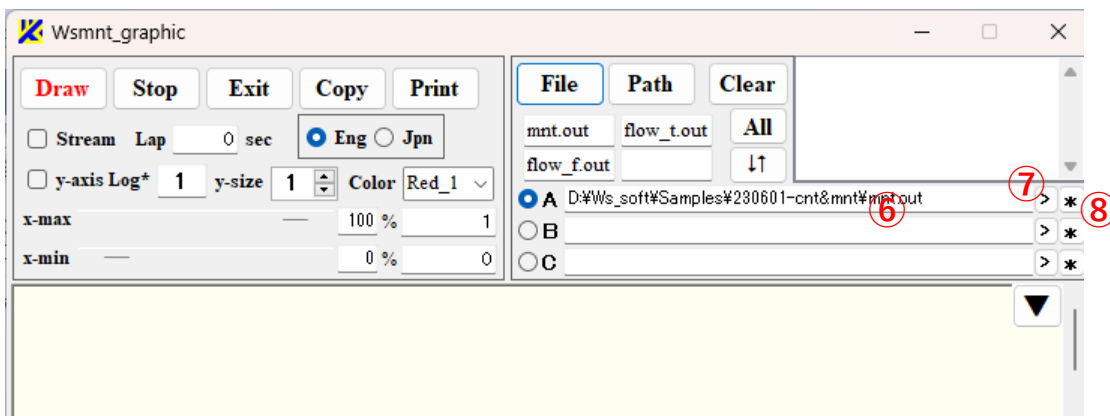 Wsmnt_graphic
Draw Stop Exit Copy Print
Stream Lap 0 sec Eng Jpn
y-axis Log* 1 y-size 1 Color Red_1
x-max 100 % 1
x-min 0 % 0
File Path Clear
mnt.out flow_t.out All
flow_f.out ↓↑
A D:¥Ws_soft¥Samples¥230601-cnt&mnt¥mnt.out > *
⑥ ⑦ ⑧
B > *
C > *
▼